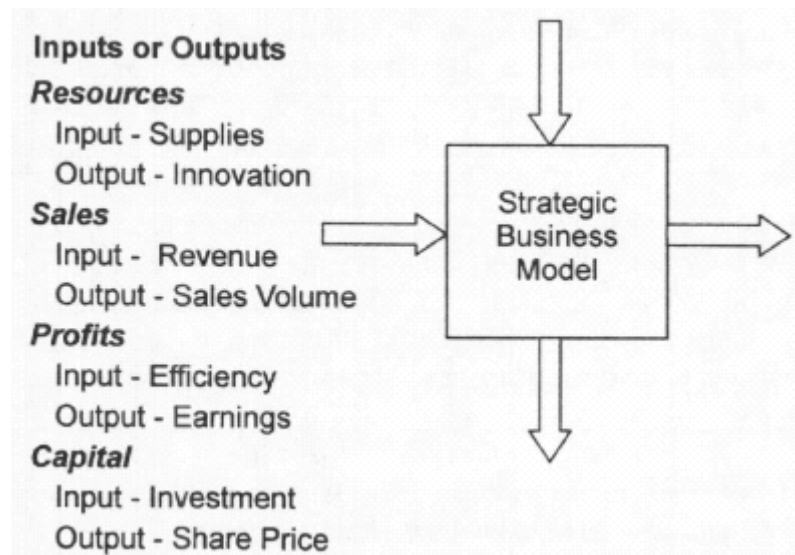 Inputs or Outputs
Resources
Input - Supplies
Output - Innovation
Sales
Input - Revenue
Output - Sales Volume
Profits
Input - Efficiency
Output - Earnings
Capital
Input - Investment
Output - Share Price
Strategic
Business
Model